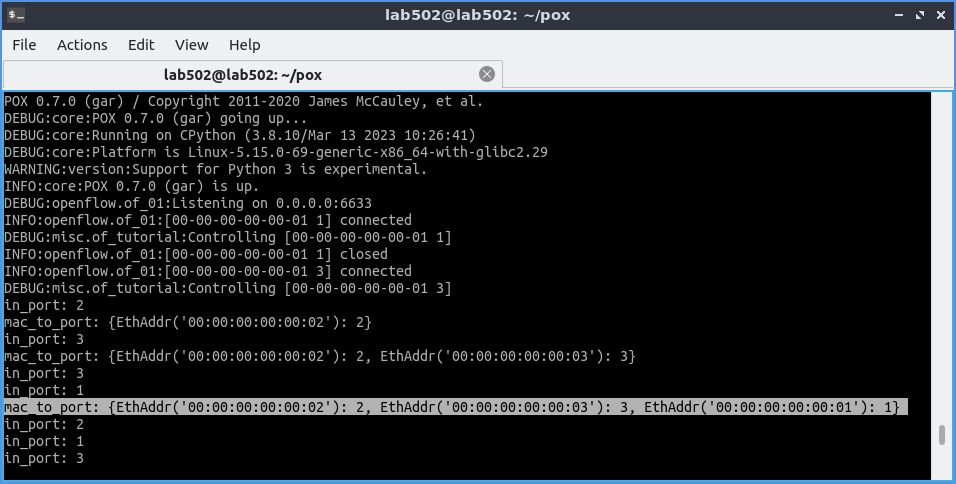 lab502@lab502: ~/pox
File Actions Edit View Help
lab502@lab502: ~/pox
POX 0.7.0 (gar) / Copyright 2011-2020 James McCauley, et al.
DEBUG:core:POX 0.7.0 (gar) going up...
DEBUG:core:Running on CPython (3.8.10/Mar 13 2023 10:26:41)
DEBUG:core:Platform is Linux-5.15.0-69-generic-x86_64-with-glibc2.29
WARNING:version:Support for Python 3 is experimental.
INFO:core:POX 0.7.0 (gar) is up.
DEBUG:openflow.of_01:Listening on 0.0.0.0:6633
INFO:openflow.of_01:[00-00-00-00-00-01 1] connected
DEBUG:misc.of_tutorial:Controlling [00-00-00-00-00-01 1]
INFO:openflow.of_01:[00-00-00-00-00-01 1] closed
INFO:openflow.of_01:[00-00-00-00-00-01 3] connected
DEBUG:misc.of_tutorial:Controlling [00-00-00-00-00-01 3]
in_port: 2
mac_to_port: {EthAddr('00:00:00:00:00:02'): 2}
in_port: 3
mac_to_port: {EthAddr('00:00:00:00:00:02'): 2, EthAddr('00:00:00:00:00:03'): 3}
in_port: 3
in_port: 1
mac_to_port: {EthAddr('00:00:00:00:00:02'): 2, EthAddr('00:00:00:00:00:03'): 3, EthAddr('00:00:00:00:00:01'): 1}
in_port: 2
in_port: 1
in_port: 3